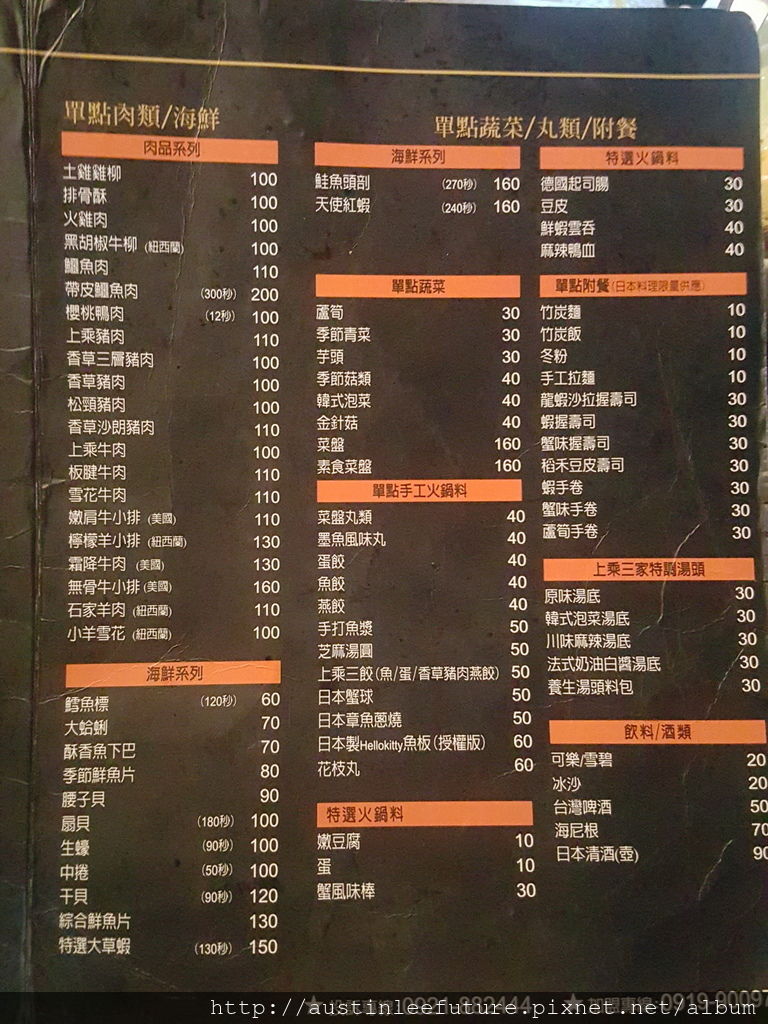 單點肉類/海鮮
肉品系列
土雞雞柳 100
排骨酥 100
火雞肉 100
黑胡椒牛柳 (紐西蘭) 100
鱷魚肉 110
帶皮鱷魚肉 (300秒) 200
櫻桃鴨肉 (12秒) 100
上乘豬肉 110
香草三層豬肉 100
香草豬肉 100
松頸豬肉 100
香草沙朗豬肉 110
上乘牛肉 100
板腱牛肉 110
雪花牛肉 110
嫩肩牛小排 (美國) 110
檸檬羊小排 (紐西蘭) 130
霜降牛肉 (美國) 130
無骨牛小排 (美國) 160
石家羊肉 (紐西蘭) 110
小羊雪花 (紐西蘭) 100
海鮮系列
鱈魚標 (120秒) 60
大蛤蜊 70
酥香魚下巴 70
季節鮮魚片 80
腰子貝 90
扇貝 (180秒) 100
生蠔 (90秒) 100
中捲 (50秒) 100
干貝 (90秒) 120
綜合鮮魚片 130
特選大草蝦 (130秒) 150
單點蔬菜/丸類/附餐
海鮮系列
鮭魚頭剖 (270秒) 160
天使紅蝦 (240秒) 160
單點蔬菜
蘆筍 30
季節青菜 30
芋頭 30
季節菇類 40
韓式泡菜 40
金針菇 40
菜盤 160
素食菜盤 160
單點手工火鍋料
菜盤丸類 40
墨魚風味丸 40
蛋餃 40
魚餃 40
燕餃 40
手打魚漿 50
芝麻湯圓 50
上乘三餃(魚/蛋/香草豬肉燕餃) 50
日本蟹球 50
日本章魚蔥燒 50
日本製Hellokitty魚板(授權版) 60
花枝丸 60
特選火鍋料
嫩豆腐 10
蛋 10
蟹風味棒 30
特選火鍋料
德國起司腸 30
豆皮 30
鮮蝦雲吞 40
麻辣鴨血 40
單點附餐(日本料理限量供應)
竹炭麵 10
竹炭飯 10
冬粉 10
手工拉麵 10
龍蝦沙拉握壽司 30
蝦握壽司 30
蟹味握壽司 30
稻禾豆皮壽司 30
蝦手卷 30
蟹味手卷 30
蘆筍手卷 30
上乘三家特調湯頭
原味湯底 30
韓式泡菜湯底 30
川味麻辣湯底 30
法式奶油白醬湯底 30
養生湯頭料包 30
飲料/酒類
可樂/雪碧 20
冰沙 20
台灣啤酒 50
海尼根 70
日本清酒(壺) 90
0921 882444
加盟專線 0919 90097
http://austinleefuture.pixnet.net/album